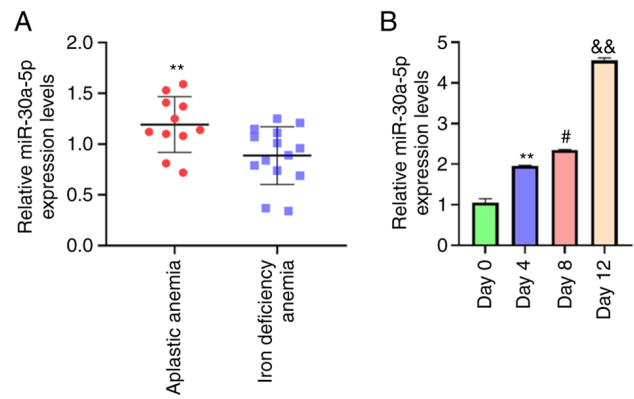 A
Relative miR-30a-5p
expression levels
2.0
1.5
1.0
0.5
0.0
**
Aplastic anemia
Iron deficiency
anemia
B
Relative miR-30a-5p
expression levels
5
4
3
2
1
0
**
#
&&
Day 0
Day 4
Day 8
Day 12